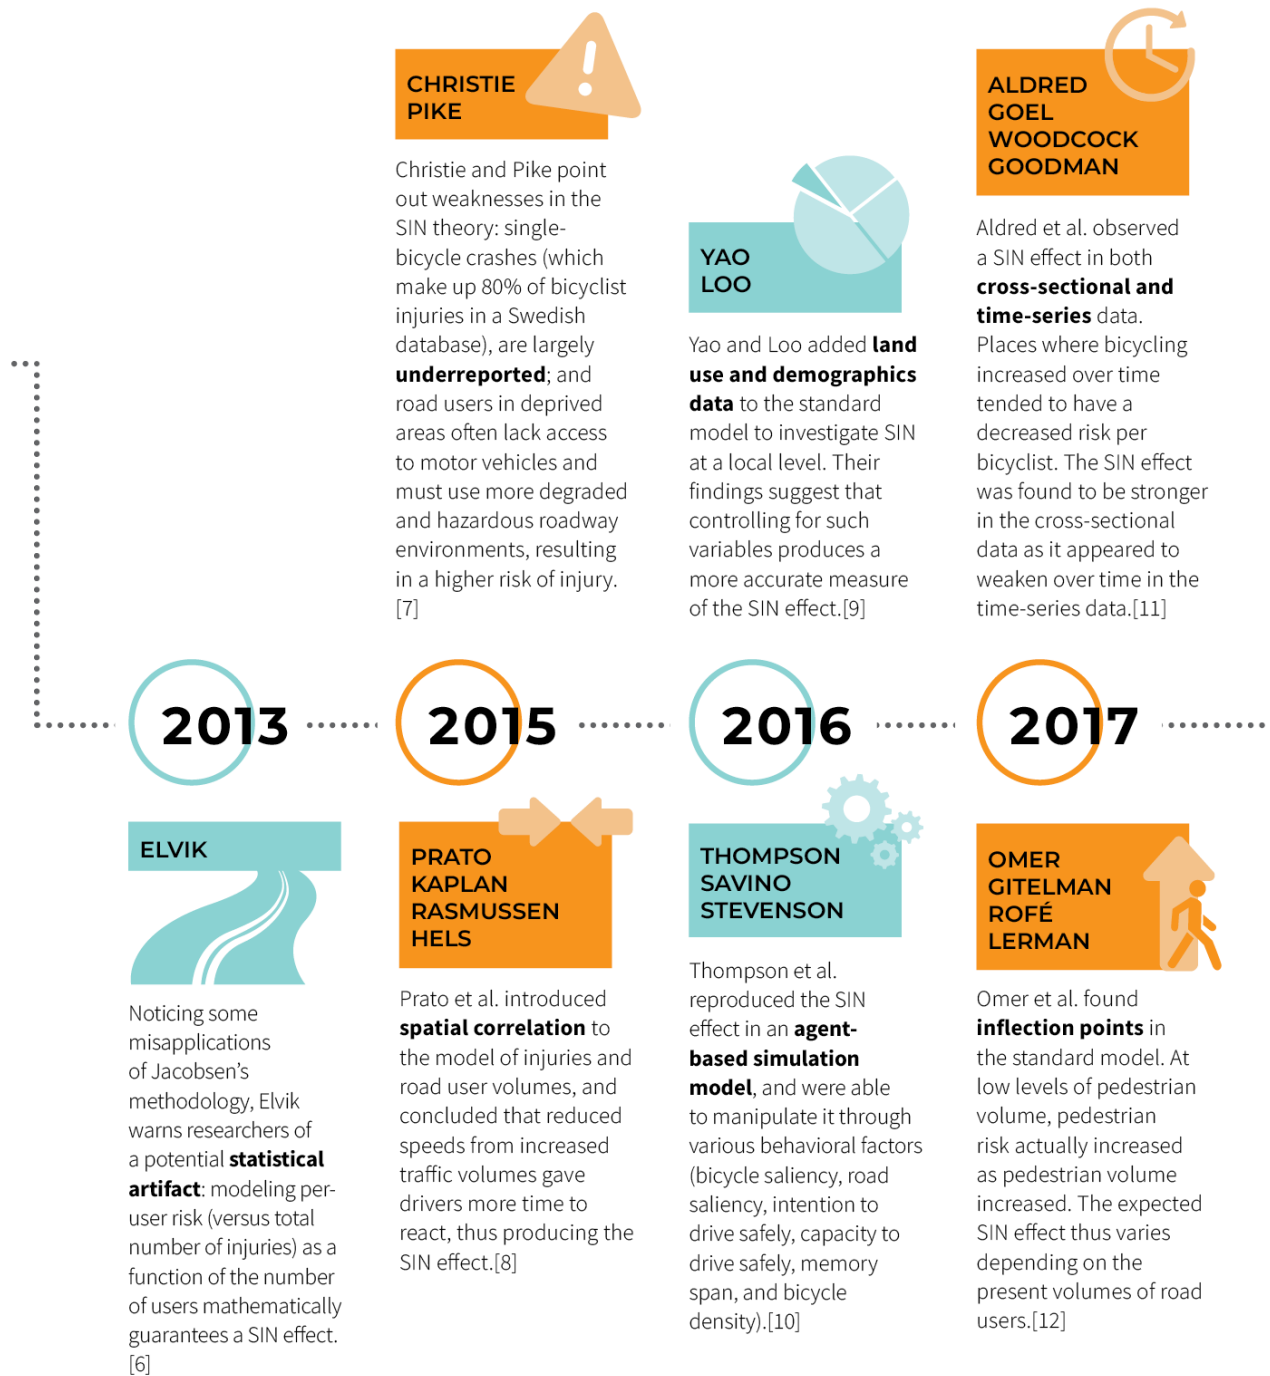 CHRISTIE
PIKE
Christie and Pike point
out weaknesses in the
SIN theory: single-
bicycle crashes (which
make up 80% of bicyclist
injuries in a Swedish
database), are largely
underreported; and
road users in deprived
areas often lack access
to motor vehicles and
must use more degraded
and hazardous roadway
environments, resulting
in a higher risk of injury.
[7]
YAO
LOO
Yao and Loo added land
use and demographics
data to the standard
model to investigate SIN
at a local level. Their
findings suggest that
controlling for such
variables produces a
more accurate measure
of the SIN effect.[9]
ALDRED
GOEL
WOODCOCK
GOODMAN
Aldred et al. observed
a SIN effect in both
cross-sectional and
time-series data.
Places where bicycling
increased over time
tended to have a
decreased risk per
bicyclist. The SIN effect
was found to be stronger
in the cross-sectional
data as it appeared to
weaken over time in the
time-series data.[11]
2013
2015
2016
2017
ELVIK
Noticing some
misapplications
of Jacobsen’s
methodology, Elvik
warns researchers of
a potential statistical
artifact: modeling per-
user risk (versus total
number of injuries) as a
function of the number
of users mathematically
guarantees a SIN effect.
[6]
PRATO
KAPLAN
RASMUSSEN
HELS
Prato et al. introduced
spatial correlation to
the model of injuries and
road user volumes, and
concluded that reduced
speeds from increased
traffic volumes gave
drivers more time to
react, thus producing the
SIN effect.[8]
THOMPSON
SAVINO
STEVENSON
Thompson et al.
reproduced the SIN
effect in an agent-
based simulation
model, and were able
to manipulate it through
various behavioral factors
(bicycle saliency, road
saliency, intention to
drive safely, capacity to
drive safely, memory
span, and bicycle
density).[10]
OMER
GITELMAN
ROFÉ
LERMAN
Omer et al. found
inflection points in
the standard model. At
low levels of pedestrian
volume, pedestrian
risk actually increased
as pedestrian volume
increased. The expected
SIN effect thus varies
depending on the
present volumes of road
users.[12]